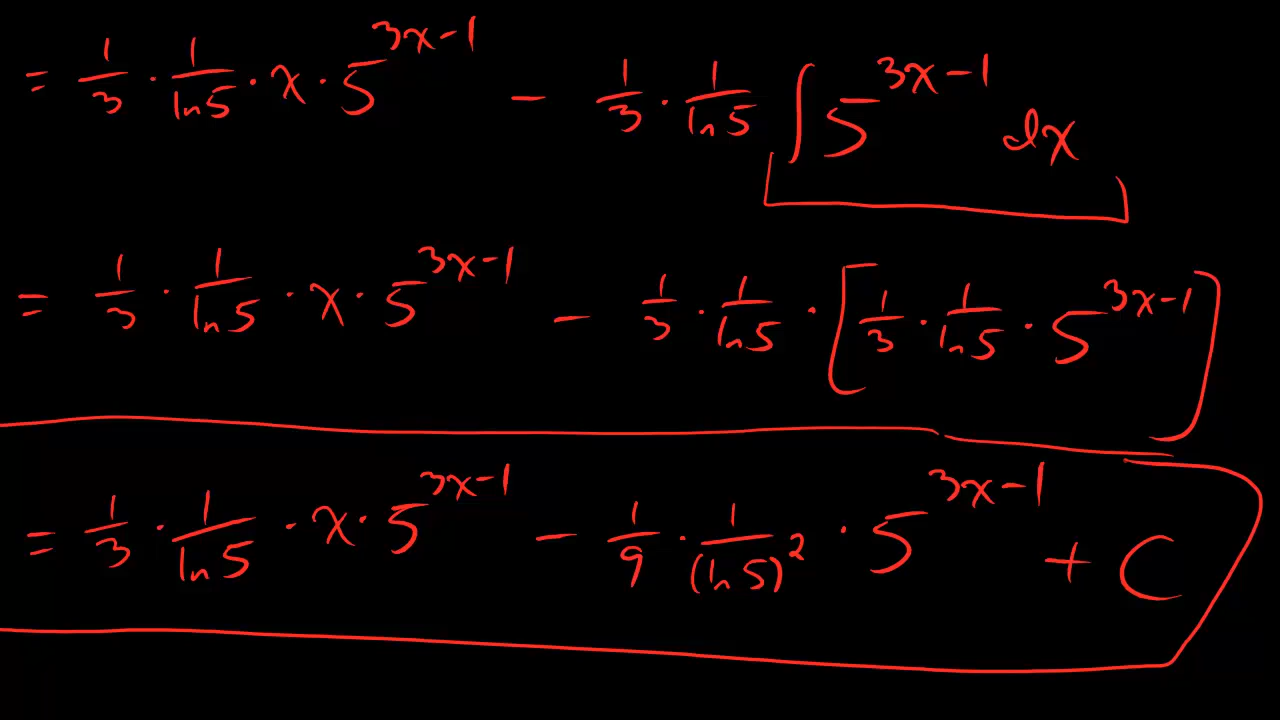 = 1/3 · 1/ln5 · x · 5^(3x-1) - 1/3 · 1/ln5 ∫ 5^(3x-1) dx
= 1/3 · 1/ln5 · x · 5^(3x-1) - 1/3 · 1/ln5 · [1/3 · 1/ln5 · 5^(3x-1)]
= 1/3 · 1/ln5 · x · 5^(3x-1) - 1/9 · 1/(ln5)^2 · 5^(3x-1) + C